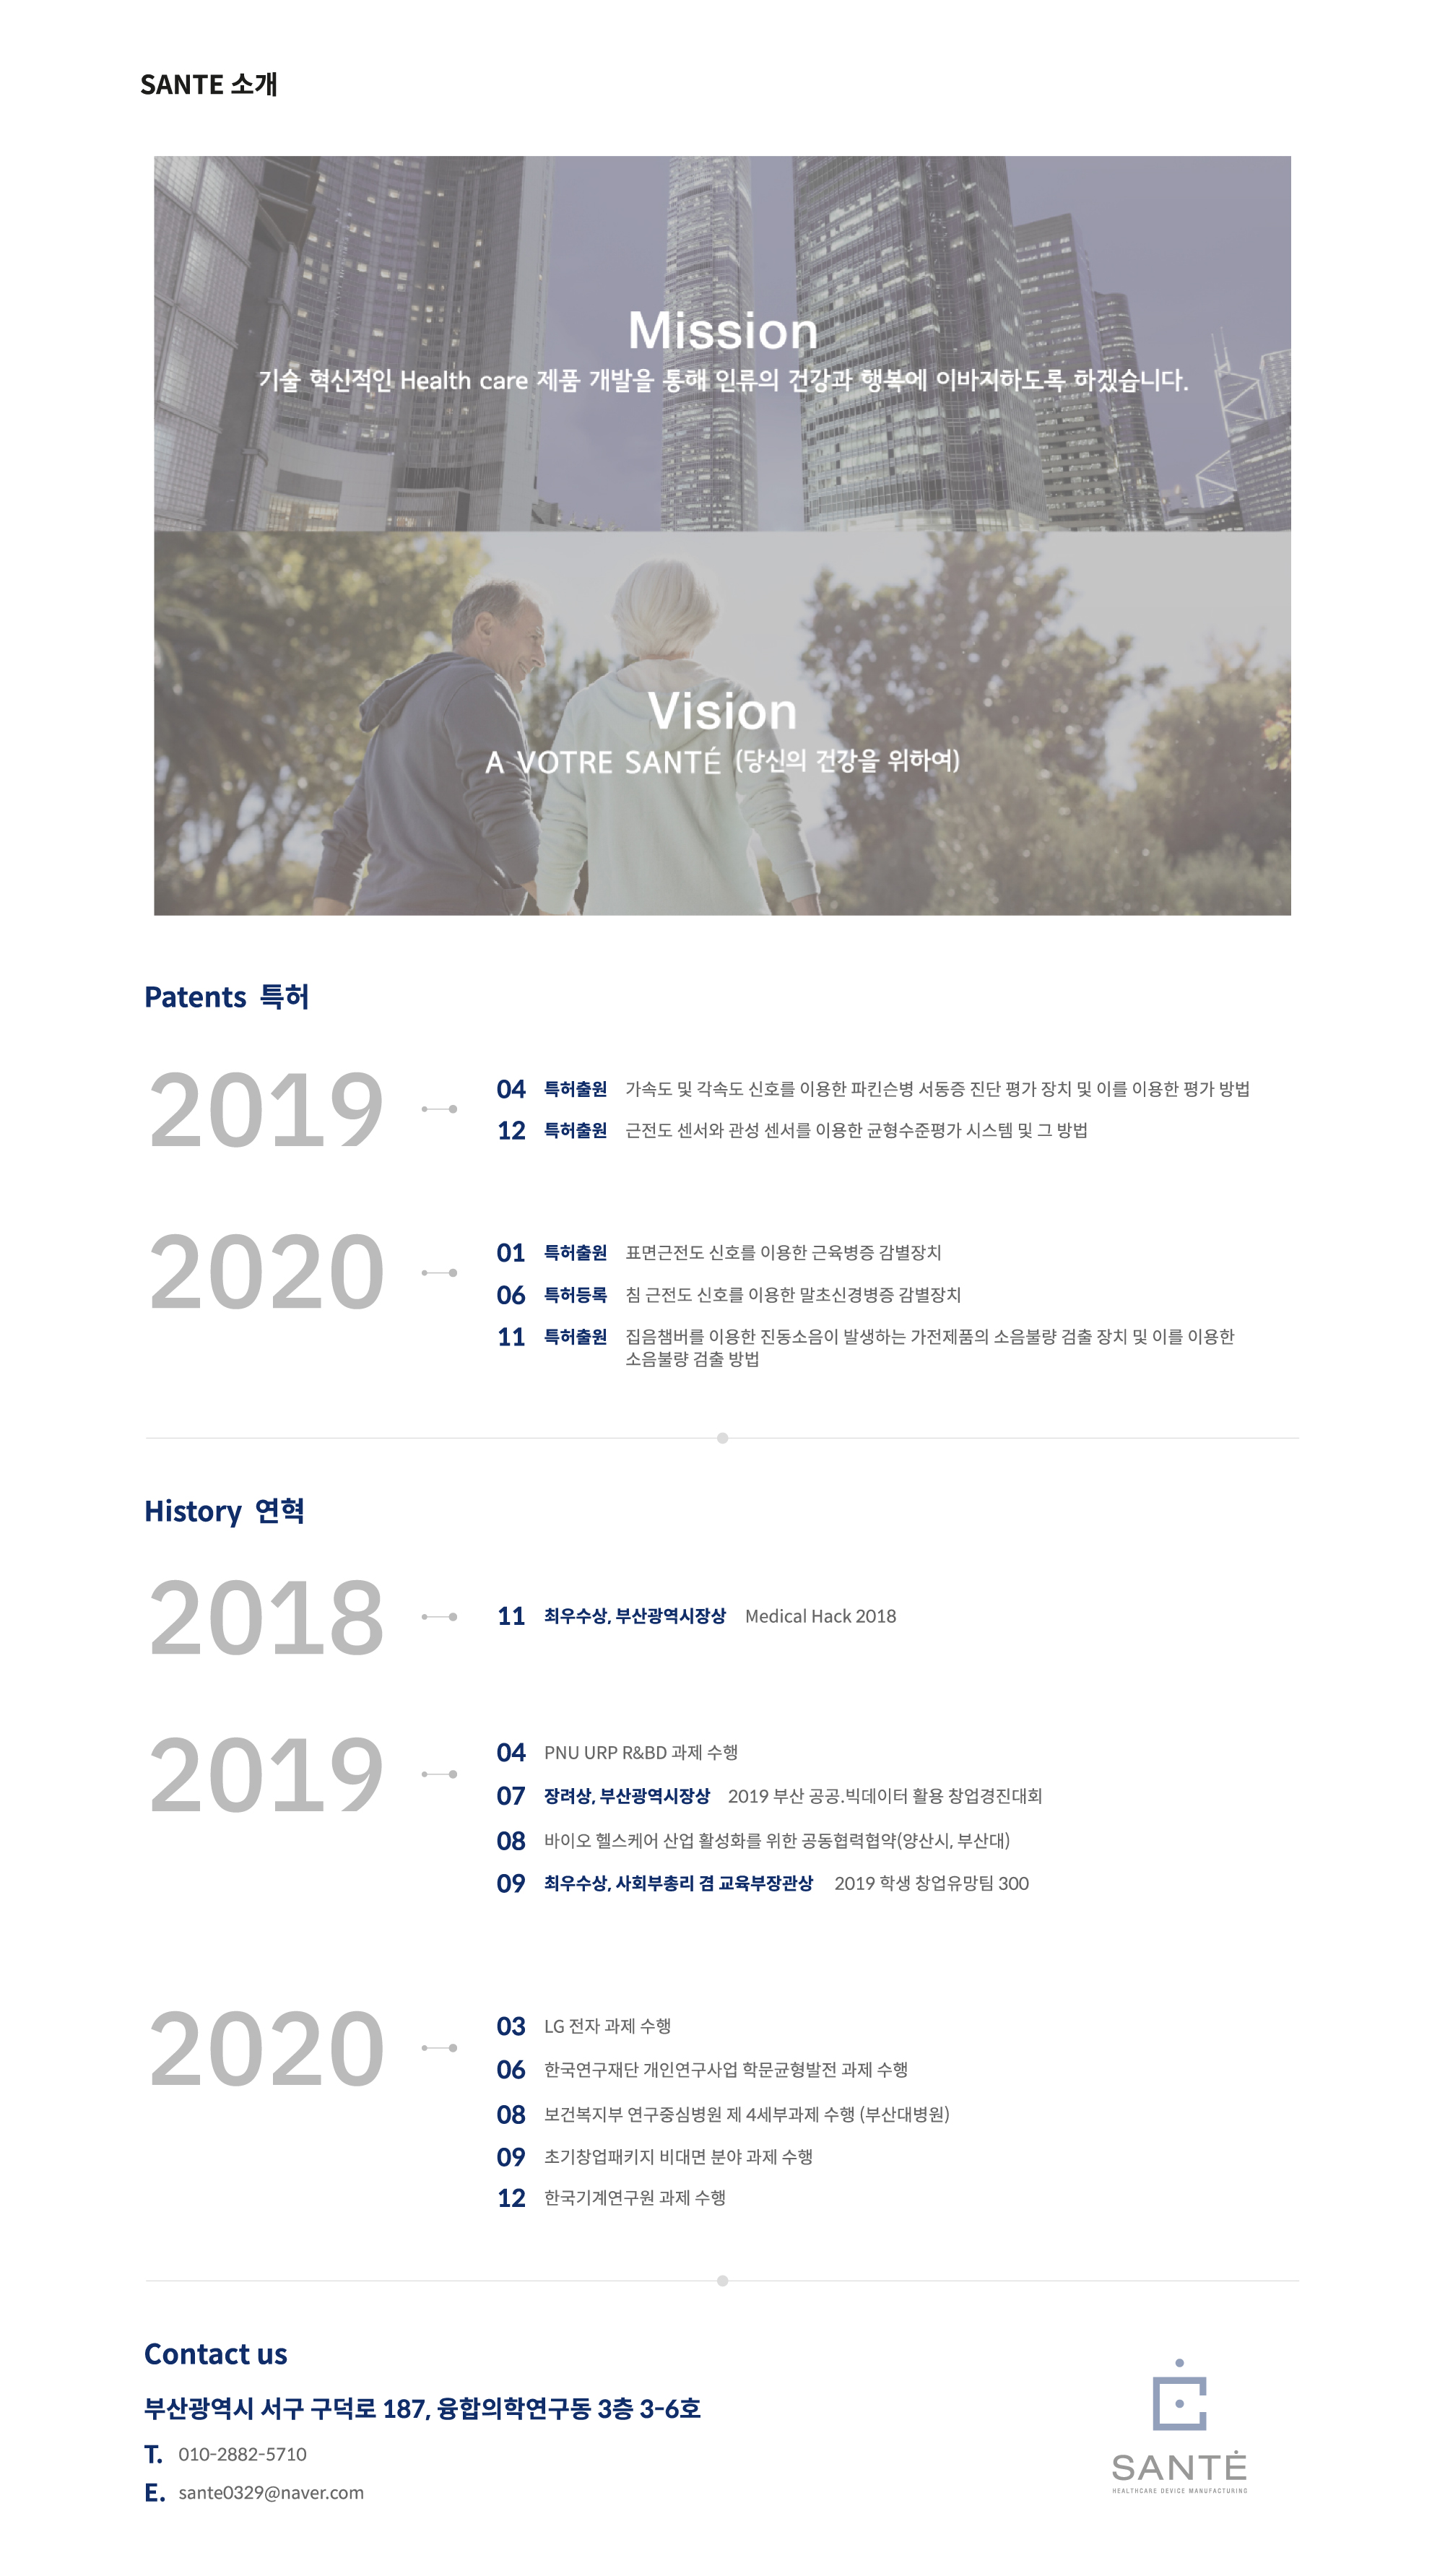 SANTE 소개
Mission
기술 혁신적인 Health care 제품 개발을 통해 인류의 건강과 행복에 이바지하도록 하겠습니다.
Vision
A VOTRE SANTÉ (당신의 건강을 위하여)
Patents 특허
2019
04 특허출원 가속도 및 각속도 신호를 이용한 파킨슨병 서동증 진단 평가 장치 및 이를 이용한 평가 방법
12 특허출원 근전도 센서와 관성 센서를 이용한 균형수준평가 시스템 및 그 방법
2020
01 특허출원 표면근전도 신호를 이용한 근육병증 감별장치
06 특허등록 침 근전도 신호를 이용한 말초신경병증 감별장치
11 특허출원 집음챔버를 이용한 진동소음이 발생하는 가전제품의 소음불량 검출 장치 및 이를 이용한
소음불량 검출 방법
History 연혁
2018
11 최우수상, 부산광역시장상 Medical Hack 2018
2019
04 PNU URP R&BD 과제 수행
07 장려상, 부산광역시장상 2019 부산 공공.빅데이터 활용 창업경진대회
08 바이오 헬스케어 산업 활성화를 위한 공동협력협약(양산시, 부산대)
09 최우수상, 사회부총리 겸 교육부장관상 2019 학생 창업유망팀 300
2020
03 LG 전자 과제 수행
06 한국연구재단 개인연구사업 학문균형발전 과제 수행
08 보건복지부 연구중심병원 제 4세부과제 수행 (부산대병원)
09 초기창업패키지 비대면 분야 과제 수행
12 한국기계연구원 과제 수행
Contact us
부산광역시 서구 구덕로 187, 융합의학연구동 3층 3-6호
T. 010-2882-5710
E. sante0329@naver.com
SANTĖ
HEALTHCARE DEVICE MANUFACTURING